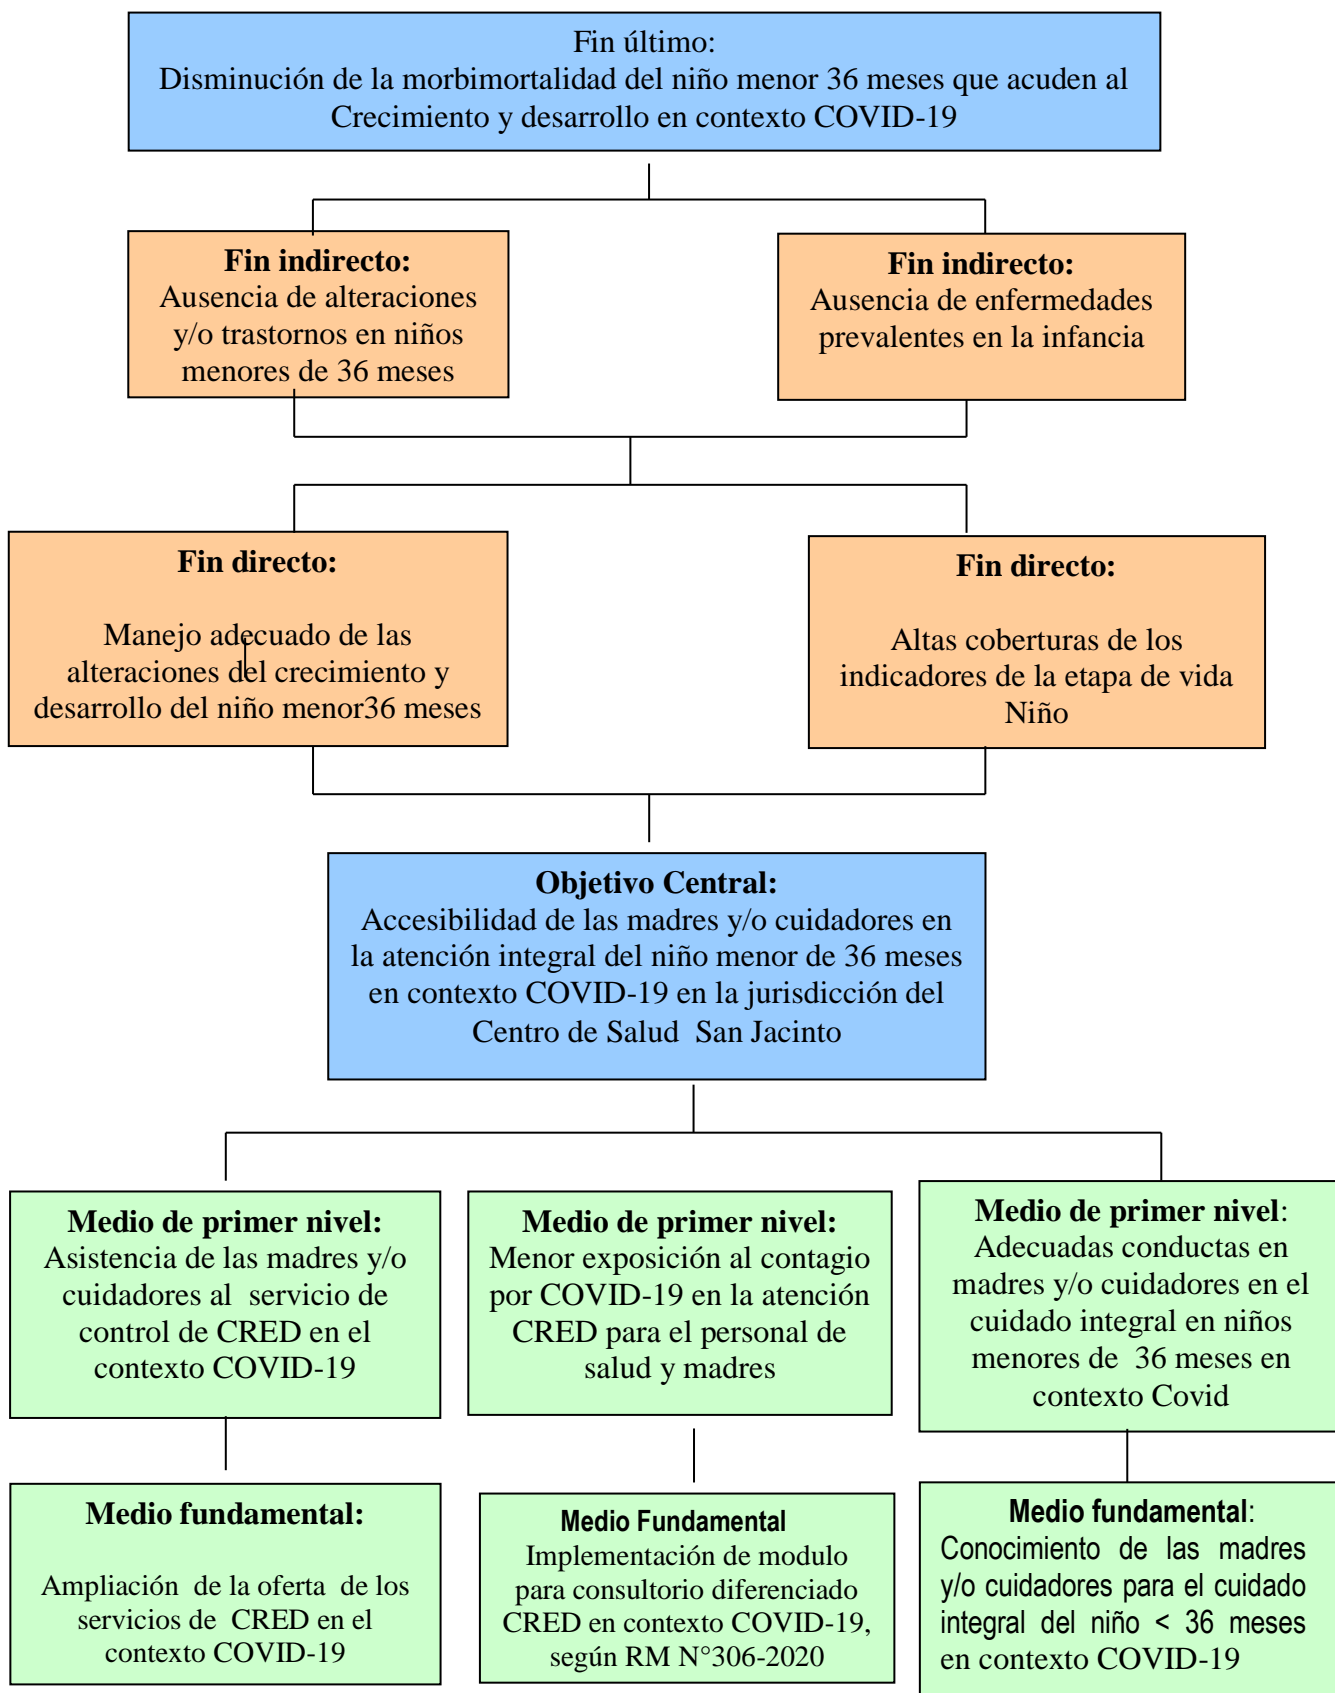 Fin último:
Disminución de la morbimortalidad del niño menor 36 meses que acuden al
Crecimiento y desarrollo en contexto COVID-19
Fin indirecto:
Ausencia de alteraciones
y/o trastornos en niños
menores de 36 meses
Fin indirecto:
Ausencia de enfermedades
prevalentes en la infancia
Fin directo:
Manejo adecuado de las
alteraciones del crecimiento y
desarrollo del niño menor36 meses
Fin directo:
Altas coberturas de los
indicadores de la etapa de vida
Niño
Objetivo Central:
Accesibilidad de las madres y/o cuidadores en
la atención integral del niño menor de 36 meses
en contexto COVID-19 en la jurisdicción del
Centro de Salud  San Jacinto
Medio de primer nivel:
Asistencia de las madres y/o
cuidadores al  servicio de
control de CRED en el
contexto COVID-19
Medio de primer nivel:
Menor exposición al contagio
por COVID-19 en la atención
CRED para el personal de
salud y madres
Medio de primer nivel:
Adecuadas conductas en
madres y/o cuidadores en el
cuidado integral en niños
menores de  36 meses en
contexto Covid
Medio fundamental:
Ampliación  de la oferta  de los
servicios de  CRED en el
contexto COVID-19
Medio Fundamental
Implementación de modulo
para consultorio diferenciado
CRED en contexto COVID-19,
según RM N°306-2020
Medio fundamental:
Conocimiento de las madres
y/o cuidadores para el cuidado
integral del niño < 36 meses
en contexto COVID-19